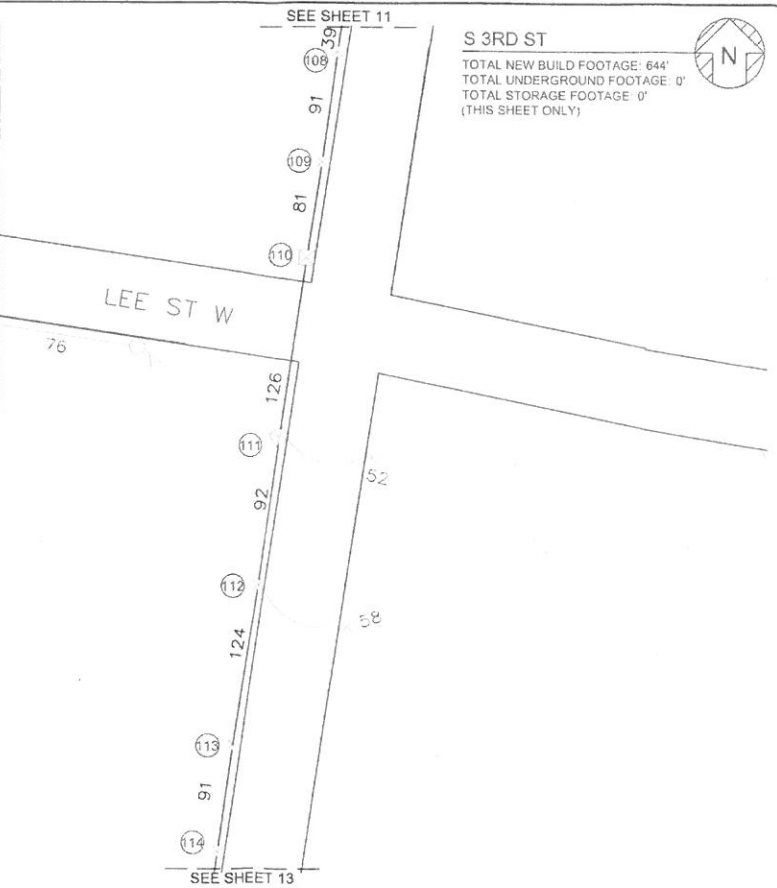 SEE SHEET 11
S 3RD ST
N
TOTAL NEW BUILD FOOTAGE: 644'
TOTAL UNDERGROUND FOOTAGE: 0'
TOTAL STORAGE FOOTAGE: 0'
(THIS SHEET ONLY)
39
108
91
109
81
110
LEE ST W
76
126
111
52
92
112
58
124
113
91
114
SEE SHEET 13